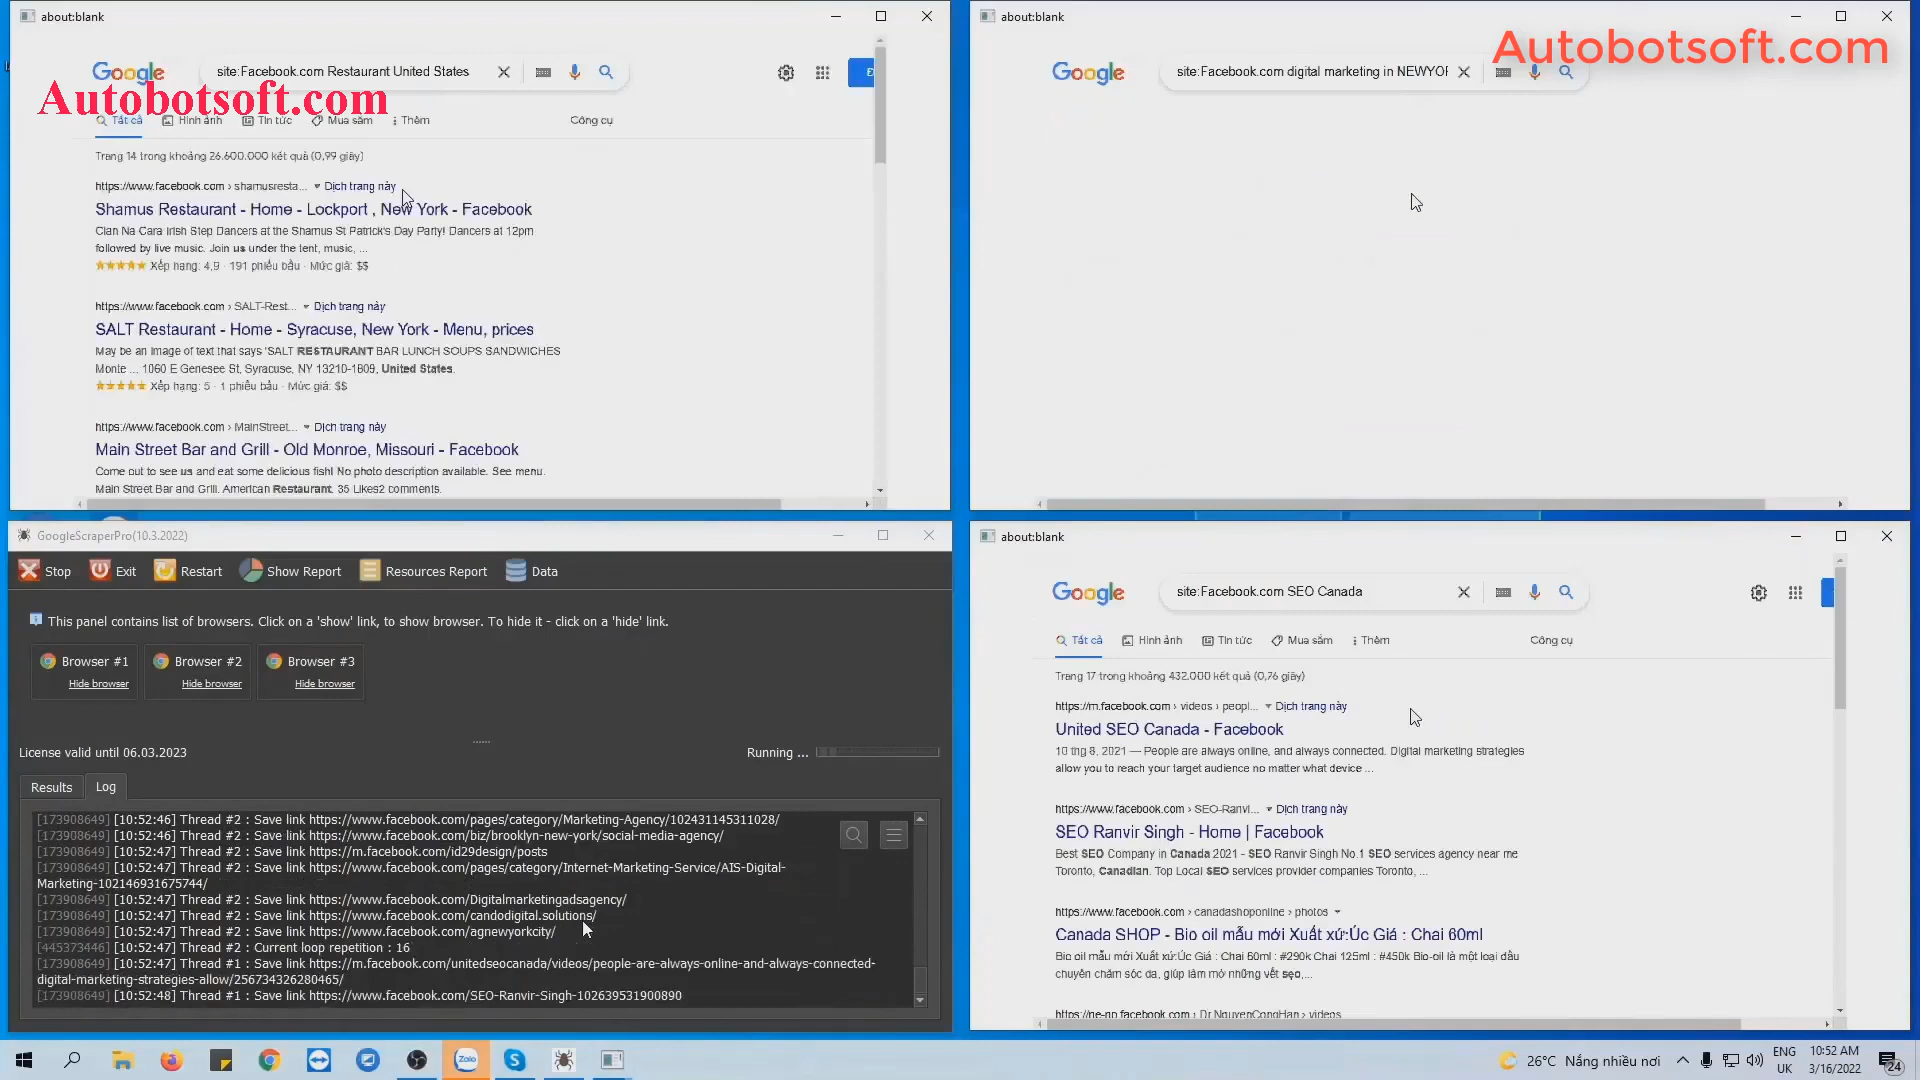 about:blank
Google
site:Facebook.com Restaurant United States
Autobotsoft.com
Tất cả
Hình ảnh
Tin tức
Mua sắm
Thêm
Công cụ
Trang 14 trong khoảng 26.600.000 kết quả (0,99 giây)
https://www.facebook.com › shamusresta... Dịch trang này
Shamus Restaurant - Home - Lockport , New York - Facebook
Clan Na Cara Irish Step Dancers at the Shamus St Patrick's Day Party! Dancers at 12pm
followed by live music. Join us under the tent, music, ...
Xếp hạng: 4,9 · 191 phiếu bầu · Mức giá: $$
https://www.facebook.com › SALT-Rest... Dịch trang này
SALT Restaurant - Home - Syracuse, New York - Menu, prices
May be an image of text that says 'SALT RESTAURANT BAR LUNCH SOUPS SANDWICHES
Monte ... 1060 E Genesee St, Syracuse, NY 13210-1809, United States.
Xếp hạng: 5 · 1 phiếu bầu · Mức giá: $$
https://www.facebook.com › MainStreet... Dịch trang này
Main Street Bar and Grill - Old Monroe, Missouri - Facebook
Come out to see us and eat some delicious fish! No photo description available. See menu.
Main Street Bar and Grill. American Restaurant. 35 Likes2 comments.
about:blank
Autobotsoft.com
Google
site:Facebook.com digital marketing in NEWYOR
GoogleScraperPro(10.3.2022)
Stop
Exit
Restart
Show Report
Resources Report
Data
This panel contains list of browsers. Click on a 'show' link, to show browser. To hide it - click on a 'hide' link.
Browser #1
Hide browser
Browser #2
Hide browser
Browser #3
Hide browser
License valid until 06.03.2023
Running ...
Results
Log
[173908649] [10:52:46] Thread #2 : Save link https://www.facebook.com/pages/category/Marketing-Agency/102431145311028/
[173908649] [10:52:46] Thread #2 : Save link https://www.facebook.com/biz/brooklyn-new-york/social-media-agency/
[173908649] [10:52:47] Thread #2 : Save link https://m.facebook.com/id29design/posts
[173908649] [10:52:47] Thread #2 : Save link https://www.facebook.com/pages/category/Internet-Marketing-Service/AIS-Digital-
Marketing-102146931675744/
[173908649] [10:52:47] Thread #2 : Save link https://www.facebook.com/Digitalmarketingadsagency/
[173908649] [10:52:47] Thread #2 : Save link https://www.facebook.com/candodigital.solutions/
[173908649] [10:52:47] Thread #2 : Save link https://www.facebook.com/agnewyorkcity/
[445373446] [10:52:47] Thread #2 : Current loop repetition : 16
[173908649] [10:52:47] Thread #1 : Save link https://m.facebook.com/unitedseocanada/videos/people-are-always-online-and-always-connected-
digital-marketing-strategies-allow/256734326280465/
[173908649] [10:52:48] Thread #1 : Save link https://www.facebook.com/SEO-Ranvir-Singh-102639531900890
about:blank
Google
site:Facebook.com SEO Canada
Tất cả
Hình ảnh
Tin tức
Mua sắm
Thêm
Công cụ
Trang 17 trong khoảng 432.000 kết quả (0,76 giây)
https://m.facebook.com › videos › peopl... Dịch trang này
United SEO Canada - Facebook
10 thg 8, 2021 — People are always online, and always connected. Digital marketing strategies
allow you to reach your target audience no matter what device ...
https://www.facebook.com › SEO-Ranvi... Dịch trang này
SEO Ranvir Singh - Home | Facebook
Best SEO Company in Canada 2021 - SEO Ranvir Singh No.1 SEO services agency near me
Toronto, Canadian. Top Local SEO services provider companies Toronto, ...
https://www.facebook.com › canadashoponline › photos
Canada SHOP - Bio oil mẫu mới Xuất xứ:Úc Giá : Chai 60ml
Bio oil mẫu mới Xuất xứ:Úc Giá : Chai 60ml : #290k Chai 125ml : #450k Bio-oil là một loại dầu
chuyên chăm sóc da, giúp làm mờ những vết sẹo,...
https://ne-np.facebook.com › Dr.NguyenCongHan › videos
Zalo
26°C Nắng nhiều nơi
ENG
UK
10:52 AM
3/16/2022
24